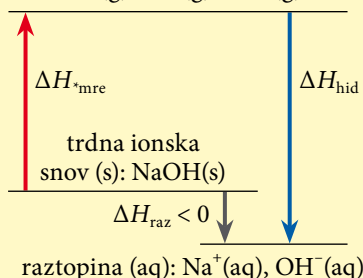 ΔH*mre
ΔHhid
trdna ionska
snov (s): NaOH(s)
ΔHraz < 0
raztopina (aq): Na⁺(aq), OH⁻(aq)